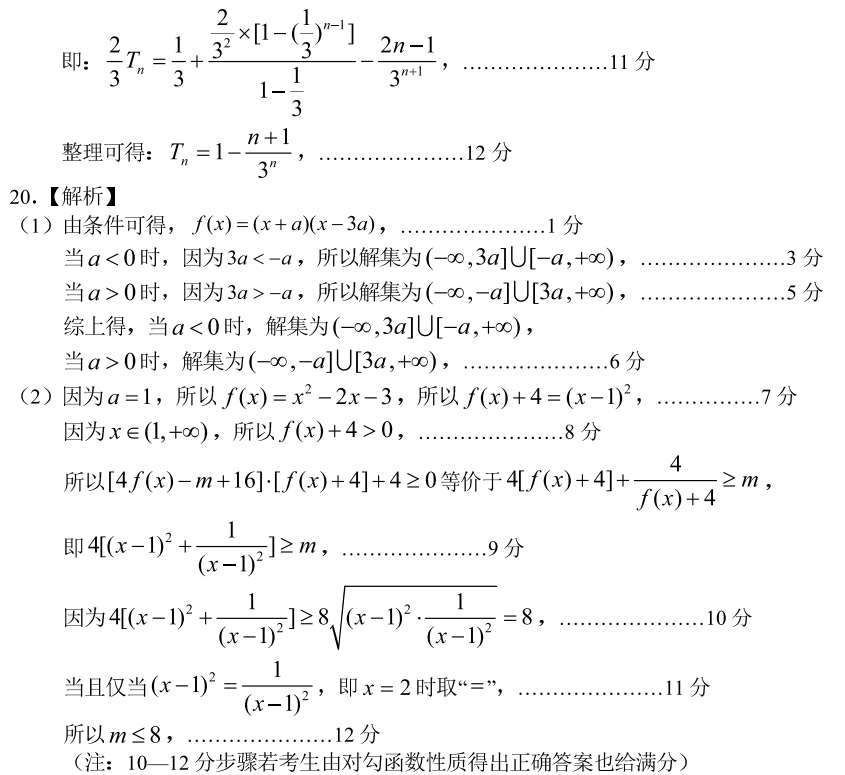 即：$\frac{2}{3}T_n = \frac{1}{3} + \frac{\frac{2}{3^2} \times [1-(\frac{1}{3})^{n-1}]}{1-\frac{1}{3}} - \frac{2n-1}{3^{n+1}}$，…………………11 分
整理可得：$T_n = 1 - \frac{n+1}{3^n}$，…………………12 分
20.【解析】
（1）由条件可得，$f(x) = (x+a)(x-3a)$，…………………1 分
当$a<0$时，因为$3a<-a$，所以解集为$(-\infty,3a]\bigcup[-a,+\infty)$，…………………3 分
当$a>0$时，因为$3a>-a$，所以解集为$(-\infty,-a]\bigcup[3a,+\infty)$，…………………5 分
综上得，当$a<0$时，解集为$(-\infty,3a]\bigcup[-a,+\infty)$，
当$a>0$时，解集为$(-\infty,-a]\bigcup[3a,+\infty)$，…………………6 分
（2）因为$a=1$，所以$f(x)=x^2-2x-3$，所以$f(x)+4=(x-1)^2$，……………7 分
因为$x\in(1,+\infty)$，所以$f(x)+4>0$，…………………8 分
所以$[4f(x)-m+16]\cdot[f(x)+4]+4\geq 0$等价于$4[f(x)+4]+\frac{4}{f(x)+4}\geq m$，
即$4[(x-1)^2+\frac{1}{(x-1)^2}]\geq m$，…………………9 分
因为$4[(x-1)^2+\frac{1}{(x-1)^2}]\geq 8\sqrt{(x-1)^2\cdot\frac{1}{(x-1)^2}}=8$，…………………10 分
当且仅当$(x-1)^2=\frac{1}{(x-1)^2}$，即$x=2$时取“=”，…………………11 分
所以$m\leq 8$，…………………12 分
（注：10—12 分步骤若考生由对勾函数性质得出正确答案也给满分）